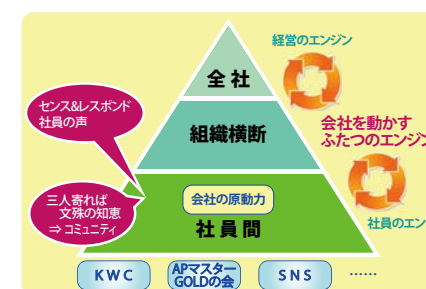 経営のエンジン
全社
センス&レスポンド
社員の声
組織横断
会社を動かす
ふたつのエンジン
三人寄れば
文殊の知恵
⇒ コミュニティ
会社の原動力
社員間
社員のエン
KWC
APマスター
GOLDの会
SNS
……